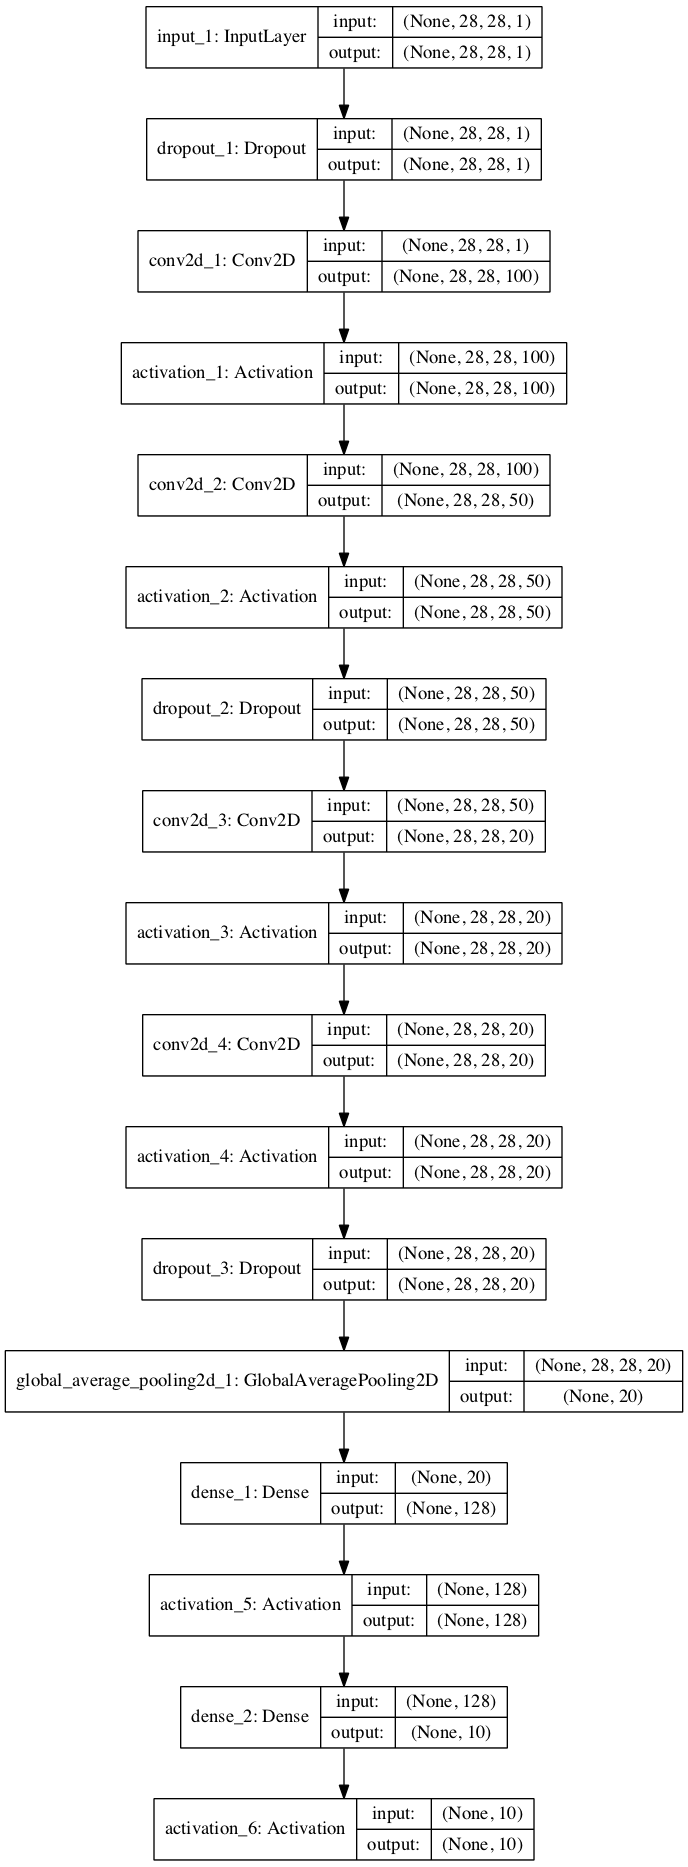 input_1: InputLayer
input:
(None, 28, 28, 1)
output:
(None, 28, 28, 1)
dropout_1: Dropout
input:
(None, 28, 28, 1)
output:
(None, 28, 28, 1)
conv2d_1: Conv2D
input:
(None, 28, 28, 1)
output:
(None, 28, 28, 100)
activation_1: Activation
input:
(None, 28, 28, 100)
output:
(None, 28, 28, 100)
conv2d_2: Conv2D
input:
(None, 28, 28, 100)
output:
(None, 28, 28, 50)
activation_2: Activation
input:
(None, 28, 28, 50)
output:
(None, 28, 28, 50)
dropout_2: Dropout
input:
(None, 28, 28, 50)
output:
(None, 28, 28, 50)
conv2d_3: Conv2D
input:
(None, 28, 28, 50)
output:
(None, 28, 28, 20)
activation_3: Activation
input:
(None, 28, 28, 20)
output:
(None, 28, 28, 20)
conv2d_4: Conv2D
input:
(None, 28, 28, 20)
output:
(None, 28, 28, 20)
activation_4: Activation
input:
(None, 28, 28, 20)
output:
(None, 28, 28, 20)
dropout_3: Dropout
input:
(None, 28, 28, 20)
output:
(None, 28, 28, 20)
global_average_pooling2d_1: GlobalAveragePooling2D
input:
(None, 28, 28, 20)
output:
(None, 20)
dense_1: Dense
input:
(None, 20)
output:
(None, 128)
activation_5: Activation
input:
(None, 128)
output:
(None, 128)
dense_2: Dense
input:
(None, 128)
output:
(None, 10)
activation_6: Activation
input:
(None, 10)
output:
(None, 10)